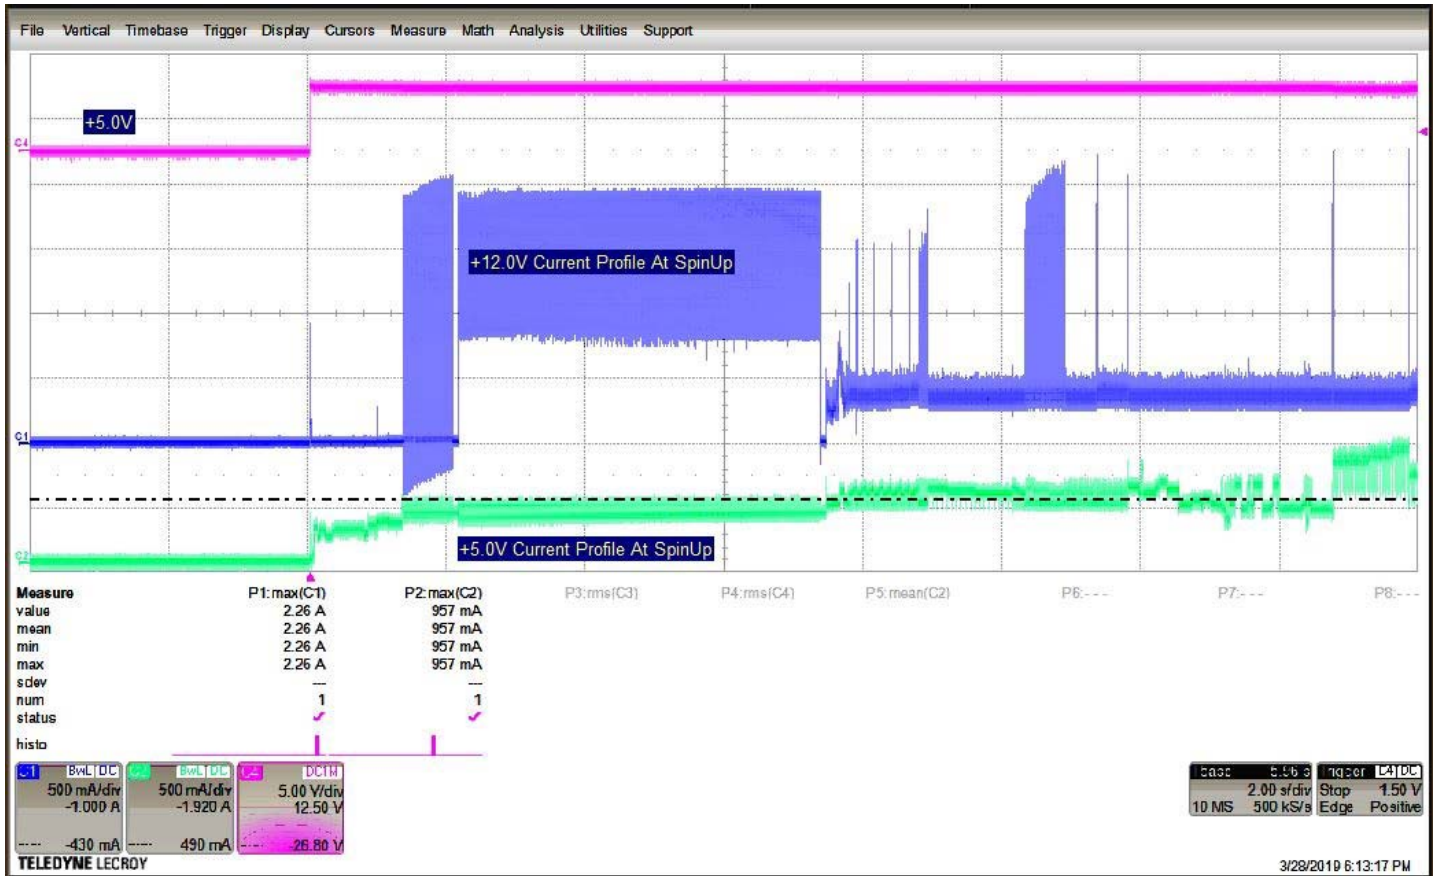 File Vertical Timebase Trigger Display Cursors Measure Math Analysis Utilities Support
+5.0V
C4
+12.0V Current Profile At SpinUp
C1
+5.0V Current Profile At SpinUp
C2
Measure P1:max(C1) P2:max(C2) P3:rms(C3) P4:rms(C4) P5:mean(C2) P6:- - - P7:- - - P8:- - -
value 2.26 A 957 mA
mean 2.26 A 957 mA
min 2.26 A 957 mA
max 2.26 A 957 mA
sdev --- ---
num 1 1
status
histo
C1 BwL DC C2 BwL DC C4 DC1M
500 mA/div 500 mA/div 5.00 V/div
-1.000 A -1.920 A 12.50 V
-430 mA 490 mA -26.80 V
Trigger C4 DC
2.00 s/div Stop 1.50 V
10 MS 500 kS/s Edge Positive
TELEDYNE LECROY
3/28/2019 6:13:17 PM